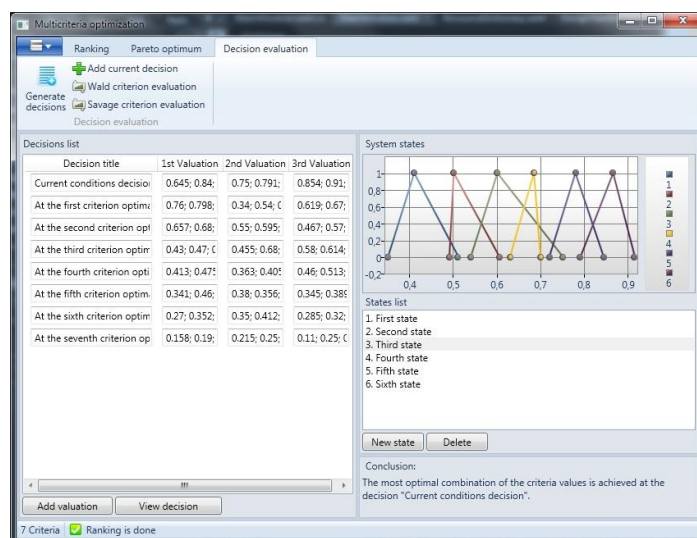 Multicriteria optimization
Ranking Pareto optimum Decision evaluation
Generate decisions
Add current decision
Wald criterion evaluation
Savage criterion evaluation
Decision evaluation
Decisions list
Decision title 1st Valuation 2nd Valuation 3rd Valuation
Current conditions decisio 0.645; 0.84; 0.75; 0.791; 0.854; 0.91;
At the first criterion optima 0.76; 0.798; 0.34; 0.54; 0.619; 0.67;
At the second criterion opt 0.657; 0.68; 0.55; 0.595; 0.467; 0.57;
At the third criterion optim 0.43; 0.47; 0.455; 0.68; 0.58; 0.614;
At the fourth criterion opti 0.413; 0.475 0.363; 0.405 0.46; 0.513;
At the fifth criterion optim 0.341; 0.46; 0.38; 0.356; 0.345; 0.389
At the sixth criterion optim 0.27; 0.352; 0.35; 0.412; 0.285; 0.32;
At the seventh criterion op 0.158; 0.19; 0.215; 0.25; 0.11; 0.25;
Add valuation View decision
7 Criteria Ranking is done
System states
1
0,8
0,6
0,4
0,2
0
-0,2
0,4 0,5 0,6 0,7 0,8 0,9
1
2
3
4
5
6
States list
1. First state
2. Second state
3. Third state
4. Fourth state
5. Fifth state
6. Sixth state
New state Delete
Conclusion:
The most optimal combination of the criteria values is achieved at the
decision "Current conditions decision".